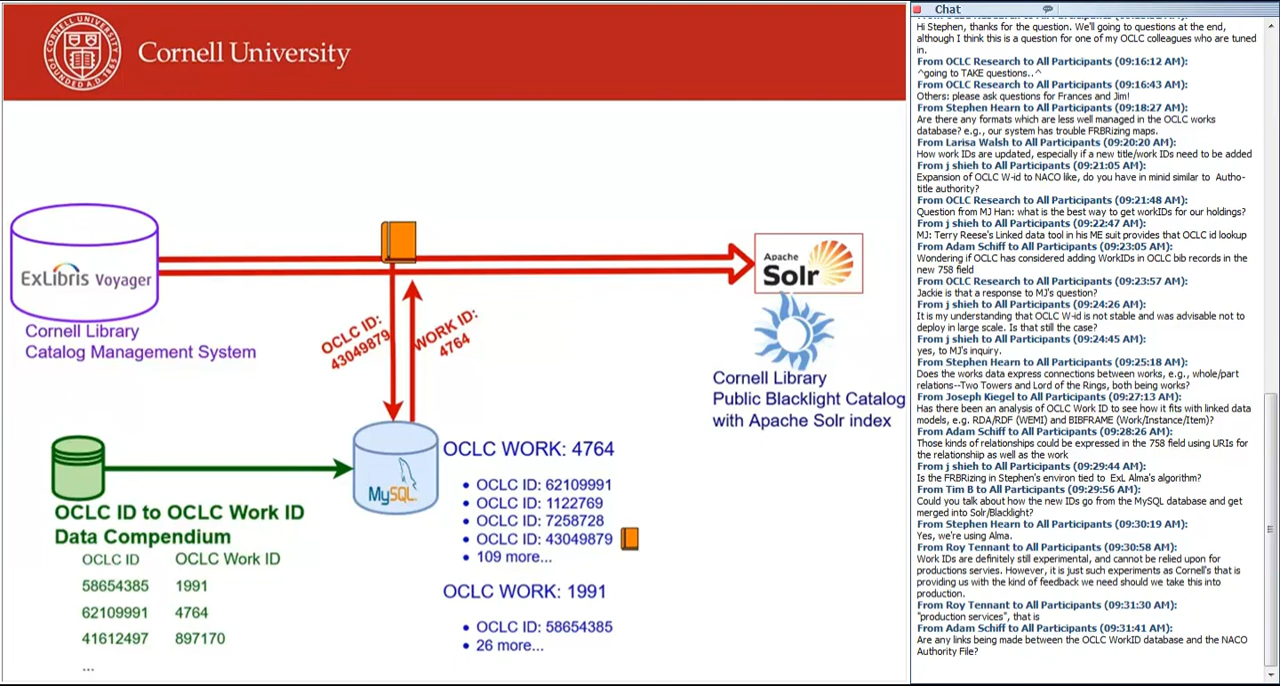 Cornell University
ExLibris Voyager
Cornell Library
Catalog Management System
OCLC ID:
43049879
WORK ID:
4764
Apache
Solr
Cornell Library
Public Blacklight Catalog
with Apache Solr index
MySQL
OCLC ID to OCLC Work ID
Data Compendium
OCLC ID OCLC Work ID
58654385 1991
62109991 4764
41612497 897170
...
OCLC WORK: 4764
• OCLC ID: 62109991
• OCLC ID: 1122769
• OCLC ID: 7258728
• OCLC ID: 43049879
• 109 more...
OCLC WORK: 1991
• OCLC ID: 58654385
• 26 more...
Chat
Hi Stephen, thanks for the question. We'll going to questions at the end,
although I think this is a question for one of my OCLC colleagues who are tuned
in.
From OCLC Research to All Participants (09:16:12 AM):
^going to TAKE questions..^
From OCLC Research to All Participants (09:16:43 AM):
Others: please ask questions for Frances and Jim!
From Stephen Hearn to All Participants (09:18:27 AM):
Are there any formats which are less well managed in the OCLC works
database? e.g., our system has trouble FRBRizing maps.
From Larisa Walsh to All Participants (09:20:20 AM):
How work IDs are updated, especially if a new title/work IDs need to be added
From j shieh to All Participants (09:21:05 AM):
Expansion of OCLC W-id to NACO like, do you have in minid similar to Autho-
title authority?
From OCLC Research to All Participants (09:21:48 AM):
Question from MJ Han: what is the best way to get workIDs for our holdings?
From j shieh to All Participants (09:22:47 AM):
MJ: Terry Reese's Linked data tool in his ME suit provides that OCLC id lookup
From Adam Schiff to All Participants (09:23:05 AM):
Wondering if OCLC has considered adding WorkIDs in OCLC bib records in the
new 758 field
From OCLC Research to All Participants (09:23:57 AM):
Jackie is that a response to MJ's question?
From j shieh to All Participants (09:24:26 AM):
It is my understanding that OCLC W-id is not stable and was advisable not to
deploy in large scale. Is that still the case?
From j shieh to All Participants (09:24:45 AM):
yes, to MJ's inquiry.
From Stephen Hearn to All Participants (09:25:18 AM):
Does the works data express connections between works, e.g., whole/part
relations--Two Towers and Lord of the Rings, both being works?
From Joseph Kiegel to All Participants (09:27:13 AM):
Has there been an analysis of OCLC Work ID to see how it fits with linked data
models, e.g. RDA/RDF (WEMI) and BIBFRAME (Work/Instance/Item)?
From Adam Schiff to All Participants (09:28:26 AM):
Those kinds of relationships could be expressed in the 758 field using URIs for
the relationship as well as the work
From j shieh to All Participants (09:29:44 AM):
Is the FRBRizing in Stephen's environ tied to ExL Alma's algorithm?
From Tim B to All Participants (09:29:56 AM):
Could you talk about how the new IDs go from the MySQL database and get
merged into Solr/Blacklight?
From Stephen Hearn to All Participants (09:30:19 AM):
Yes, we're using Alma.
From Roy Tennant to All Participants (09:30:58 AM):
Work IDs are definitely still experimental, and cannot be relied upon for
productions servies. However, it is just such experiments as Cornell's that is
providing us with the kind of feedback we need should we take this into
production.
From Roy Tennant to All Participants (09:31:30 AM):
"production services", that is
From Adam Schiff to All Participants (09:31:41 AM):
Are any links being made between the OCLC WorkID database and the NACO
Authority File?